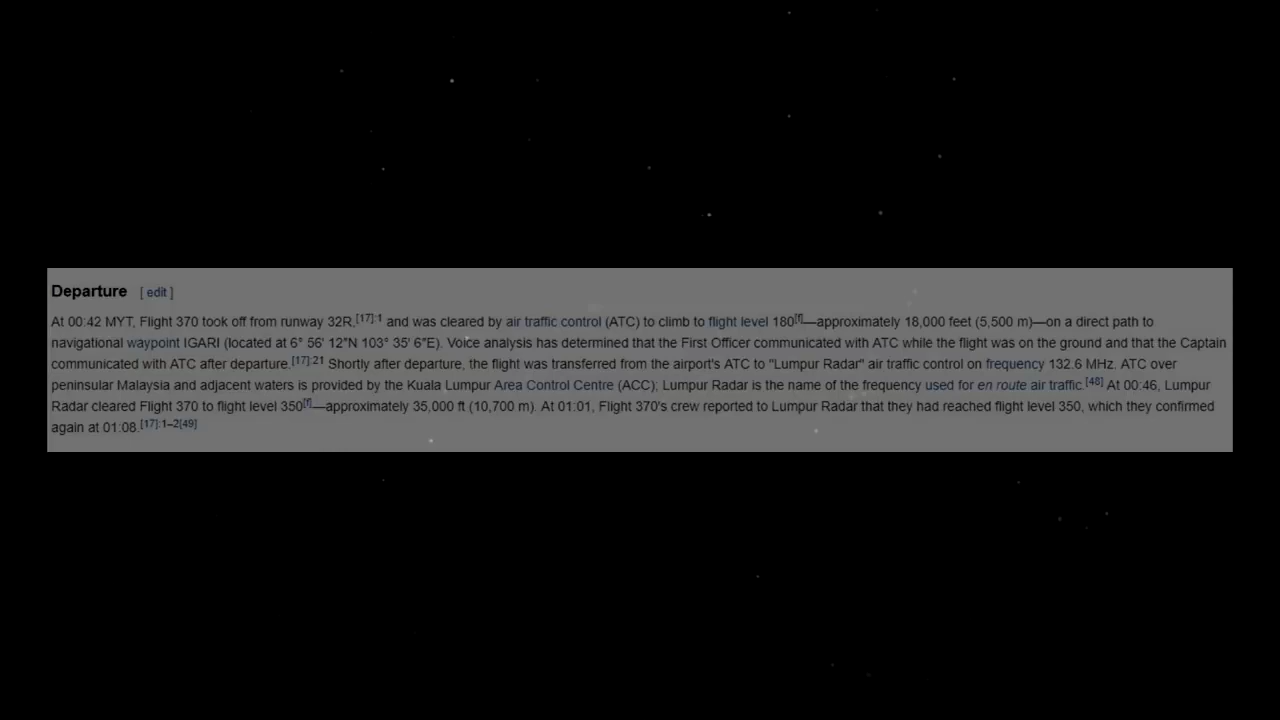 Departure [ edit ]
At 00:42 MYT, Flight 370 took off from runway 32R,[17]:1 and was cleared by air traffic control (ATC) to climb to flight level 180[f]—approximately 18,000 feet (5,500 m)—on a direct path to
navigational waypoint IGARI (located at 6° 56′ 12″N 103° 35′ 6″E). Voice analysis has determined that the First Officer communicated with ATC while the flight was on the ground and that the Captain
communicated with ATC after departure.[17]:21 Shortly after departure, the flight was transferred from the airport's ATC to "Lumpur Radar" air traffic control on frequency 132.6 MHz. ATC over
peninsular Malaysia and adjacent waters is provided by the Kuala Lumpur Area Control Centre (ACC); Lumpur Radar is the name of the frequency used for en route air traffic.[48] At 00:46, Lumpur
Radar cleared Flight 370 to flight level 350[f]—approximately 35,000 ft (10,700 m). At 01:01, Flight 370's crew reported to Lumpur Radar that they had reached flight level 350, which they confirmed
again at 01:08.[17]:1–2[49]